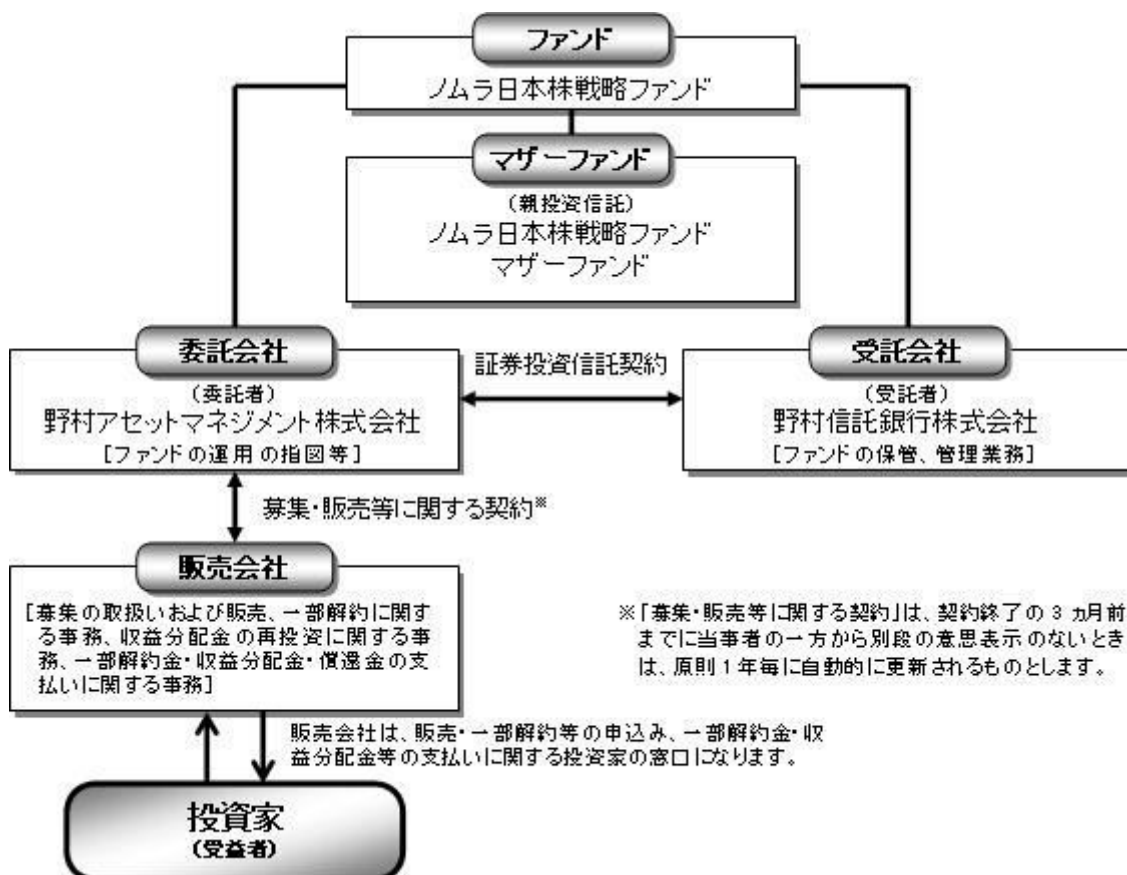 ファンド
ノムラ日本株戦略ファンド
マザーファンド
(親投資信託)
ノムラ日本株戦略ファンド
マザーファンド
委託会社
(委託者)
野村アセットマネジメント株式会社
[ファンドの運用の指図等]
証券投資信託契約
受託会社
(受託者)
野村信託銀行株式会社
[ファンドの保管、管理業務]
募集・販売等に関する契約※
販売会社
[募集の取扱いおよび販売、一部解約に関す
る事務、収益分配金の再投資に関する事
務、一部解約金・収益分配金・償還金の支
払いに関する事務]
※「募集・販売等に関する契約」は、契約終了の3ヵ月前
までに当事者の一方から別段の意思表示のないとき
は、原則1年毎に自動的に更新されるものとします。
販売会社は、販売・一部解約等の申込み、一部解約金・収
益分配金等の支払いに関する投資家の窓口になります。
投資家
(受益者)